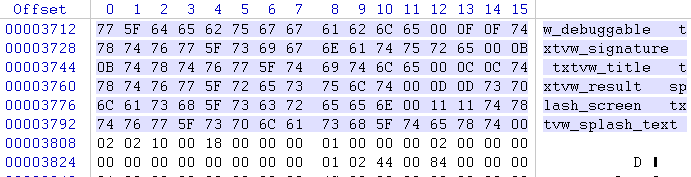 Offset 0 1 2 3 4 5 6 7 8 9 10 11 12 13 14 15
00003712 77 5F 64 65 62 75 67 67 61 62 6C 65 00 0F 0F 74 w_debuggable t
00003728 78 74 76 77 5F 73 69 67 6E 61 74 75 72 65 00 0B xtvw_signature
00003744 0B 74 78 74 76 77 5F 74 69 74 6C 65 00 0C 0C 74 txtvw_title t
00003760 78 74 76 77 5F 72 65 73 75 6C 74 00 0D 0D 73 70 xtvw_result sp
00003776 6C 61 73 68 5F 73 63 72 65 65 6E 00 11 11 74 78 lash_screen tx
00003792 74 76 77 5F 73 70 6C 61 73 68 5F 74 65 78 74 00 tvw_splash_text
00003808 02 02 10 00 18 00 00 00 01 00 00 00 02 00 00 00
00003824 00 00 00 00 00 00 00 00 01 02 44 00 84 00 00 00 D